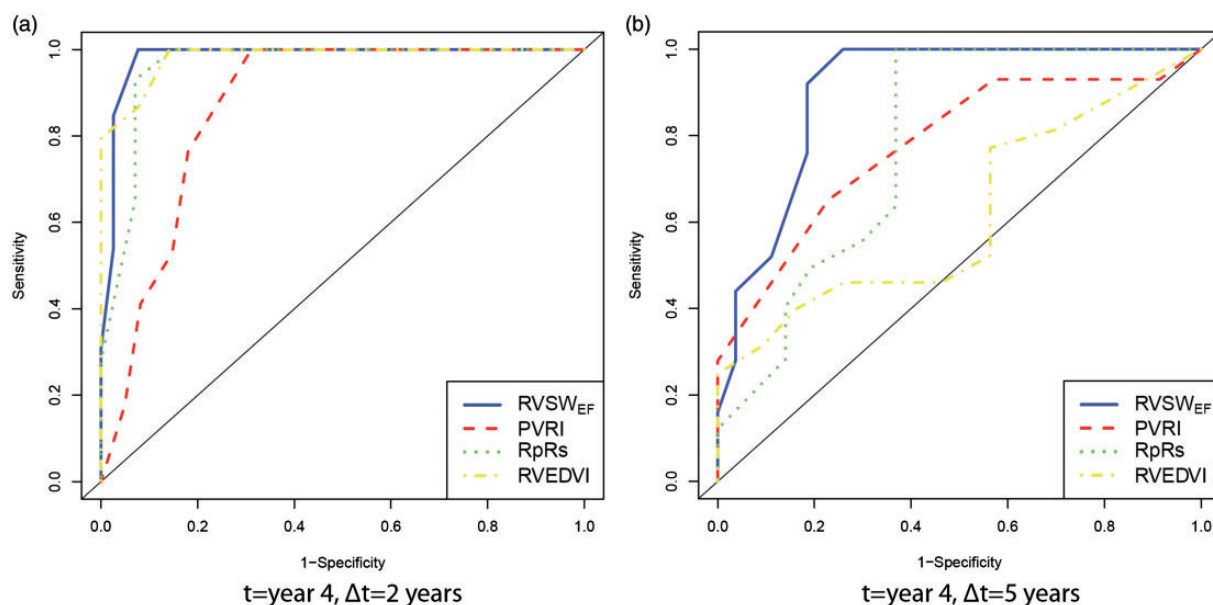 (a)
1.0
0.8
0.6
0.4
0.2
0.0
Sensitivity
0.0 0.2 0.4 0.6 0.8 1.0
1-Specificity
RVSWEF
PVRI
RpRs
RVEDVI
t=year 4, Δt=2 years
(b)
1.0
0.8
0.6
0.4
0.2
0.0
Sensitivity
0.0 0.2 0.4 0.6 0.8 1.0
1-Specificity
RVSWEF
PVRI
RpRs
RVEDVI
t=year 4, Δt=5 years